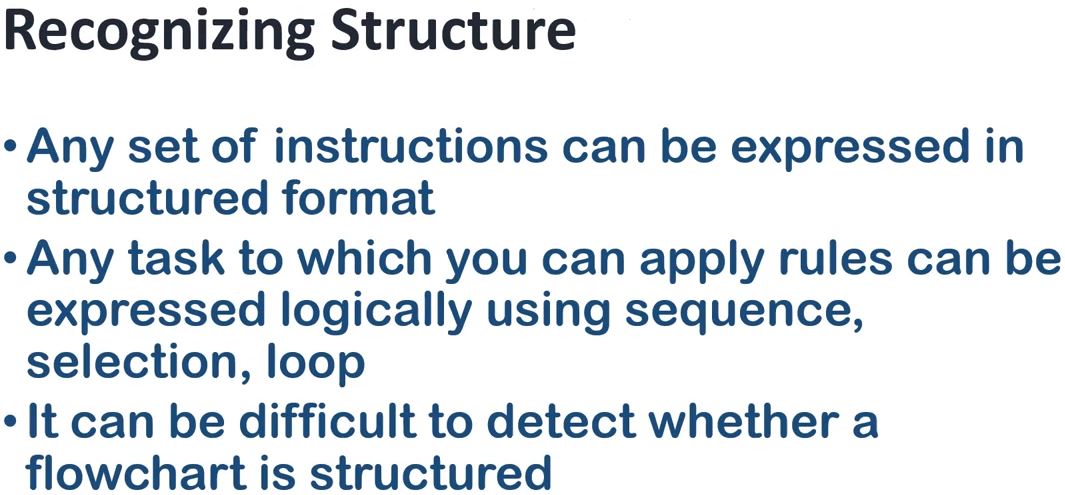 Recognizing Structure
• Any set of instructions can be expressed in
structured format
• Any task to which you can apply rules can be
expressed logically using sequence,
selection, loop
• It can be difficult to detect whether a
flowchart is structured